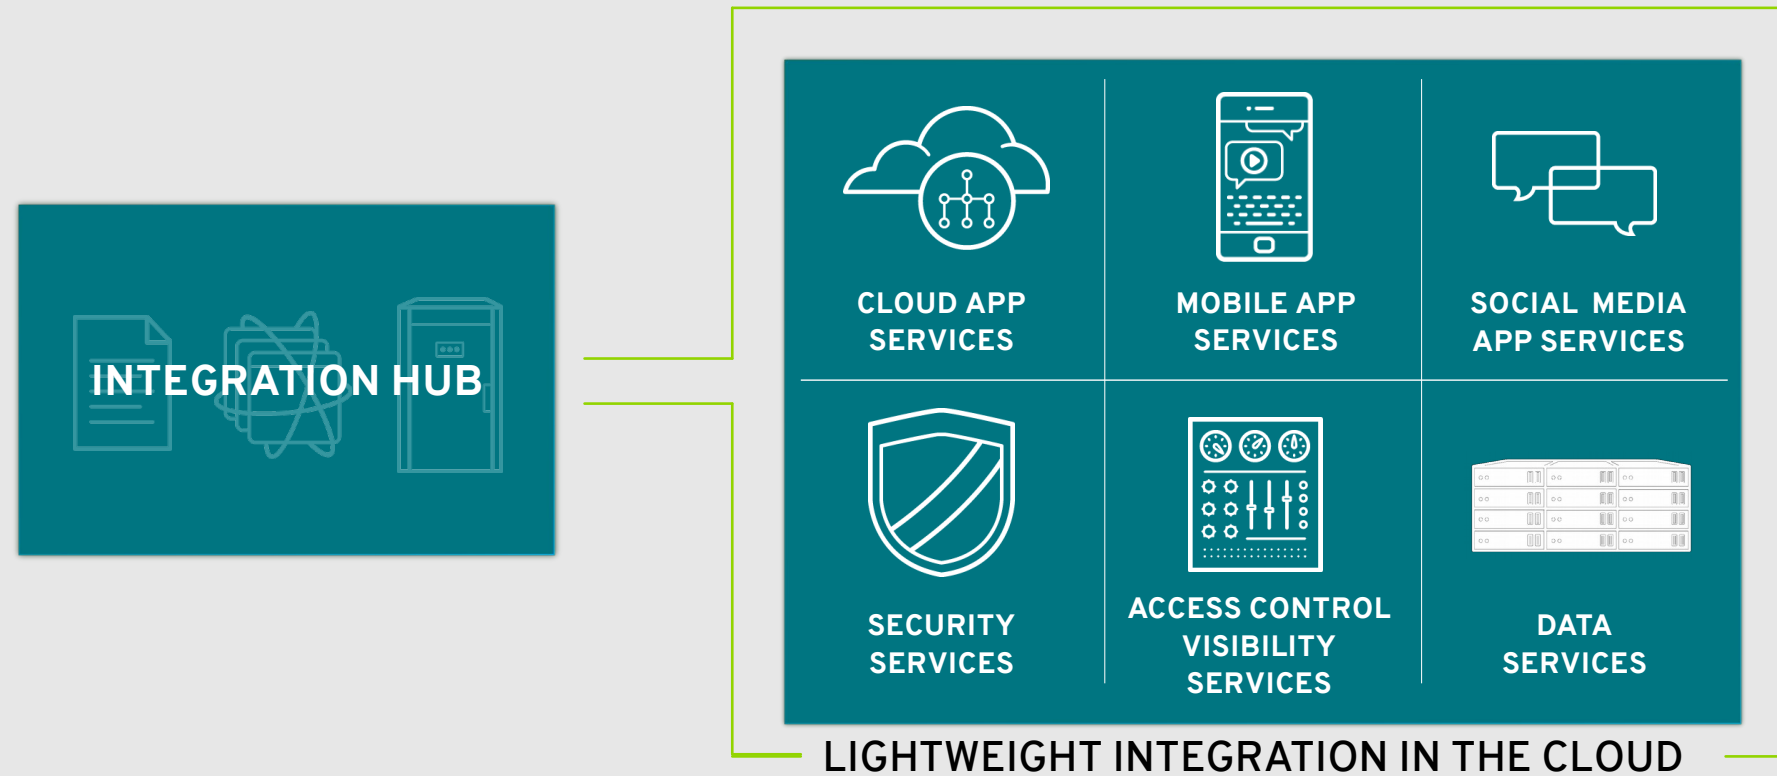 INTEGRATION HUB
CLOUD APP
SERVICES
MOBILE APP
SERVICES
SOCIAL MEDIA
APP SERVICES
SECURITY
SERVICES
ACCESS CONTROL
VISIBILITY
SERVICES
DATA
SERVICES
LIGHTWEIGHT INTEGRATION IN THE CLOUD